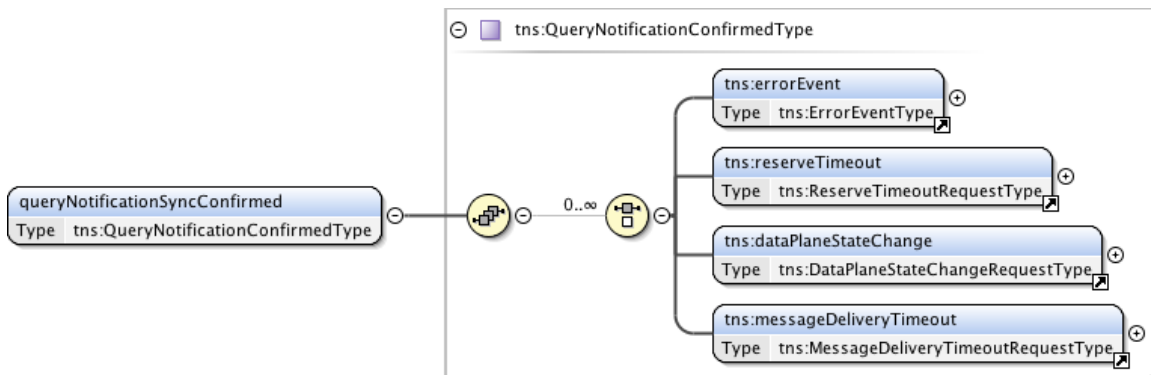 tns:QueryNotificationConfirmedType
tns:errorEvent
Type tns:ErrorEventType
tns:reserveTimeout
Type tns:ReserveTimeoutRequestType
queryNotificationSyncConfirmed
Type tns:QueryNotificationConfirmedType
0..∞
tns:dataPlaneStateChange
Type tns:DataPlaneStateChangeRequestType
tns:messageDeliveryTimeout
Type tns:MessageDeliveryTimeoutRequestType